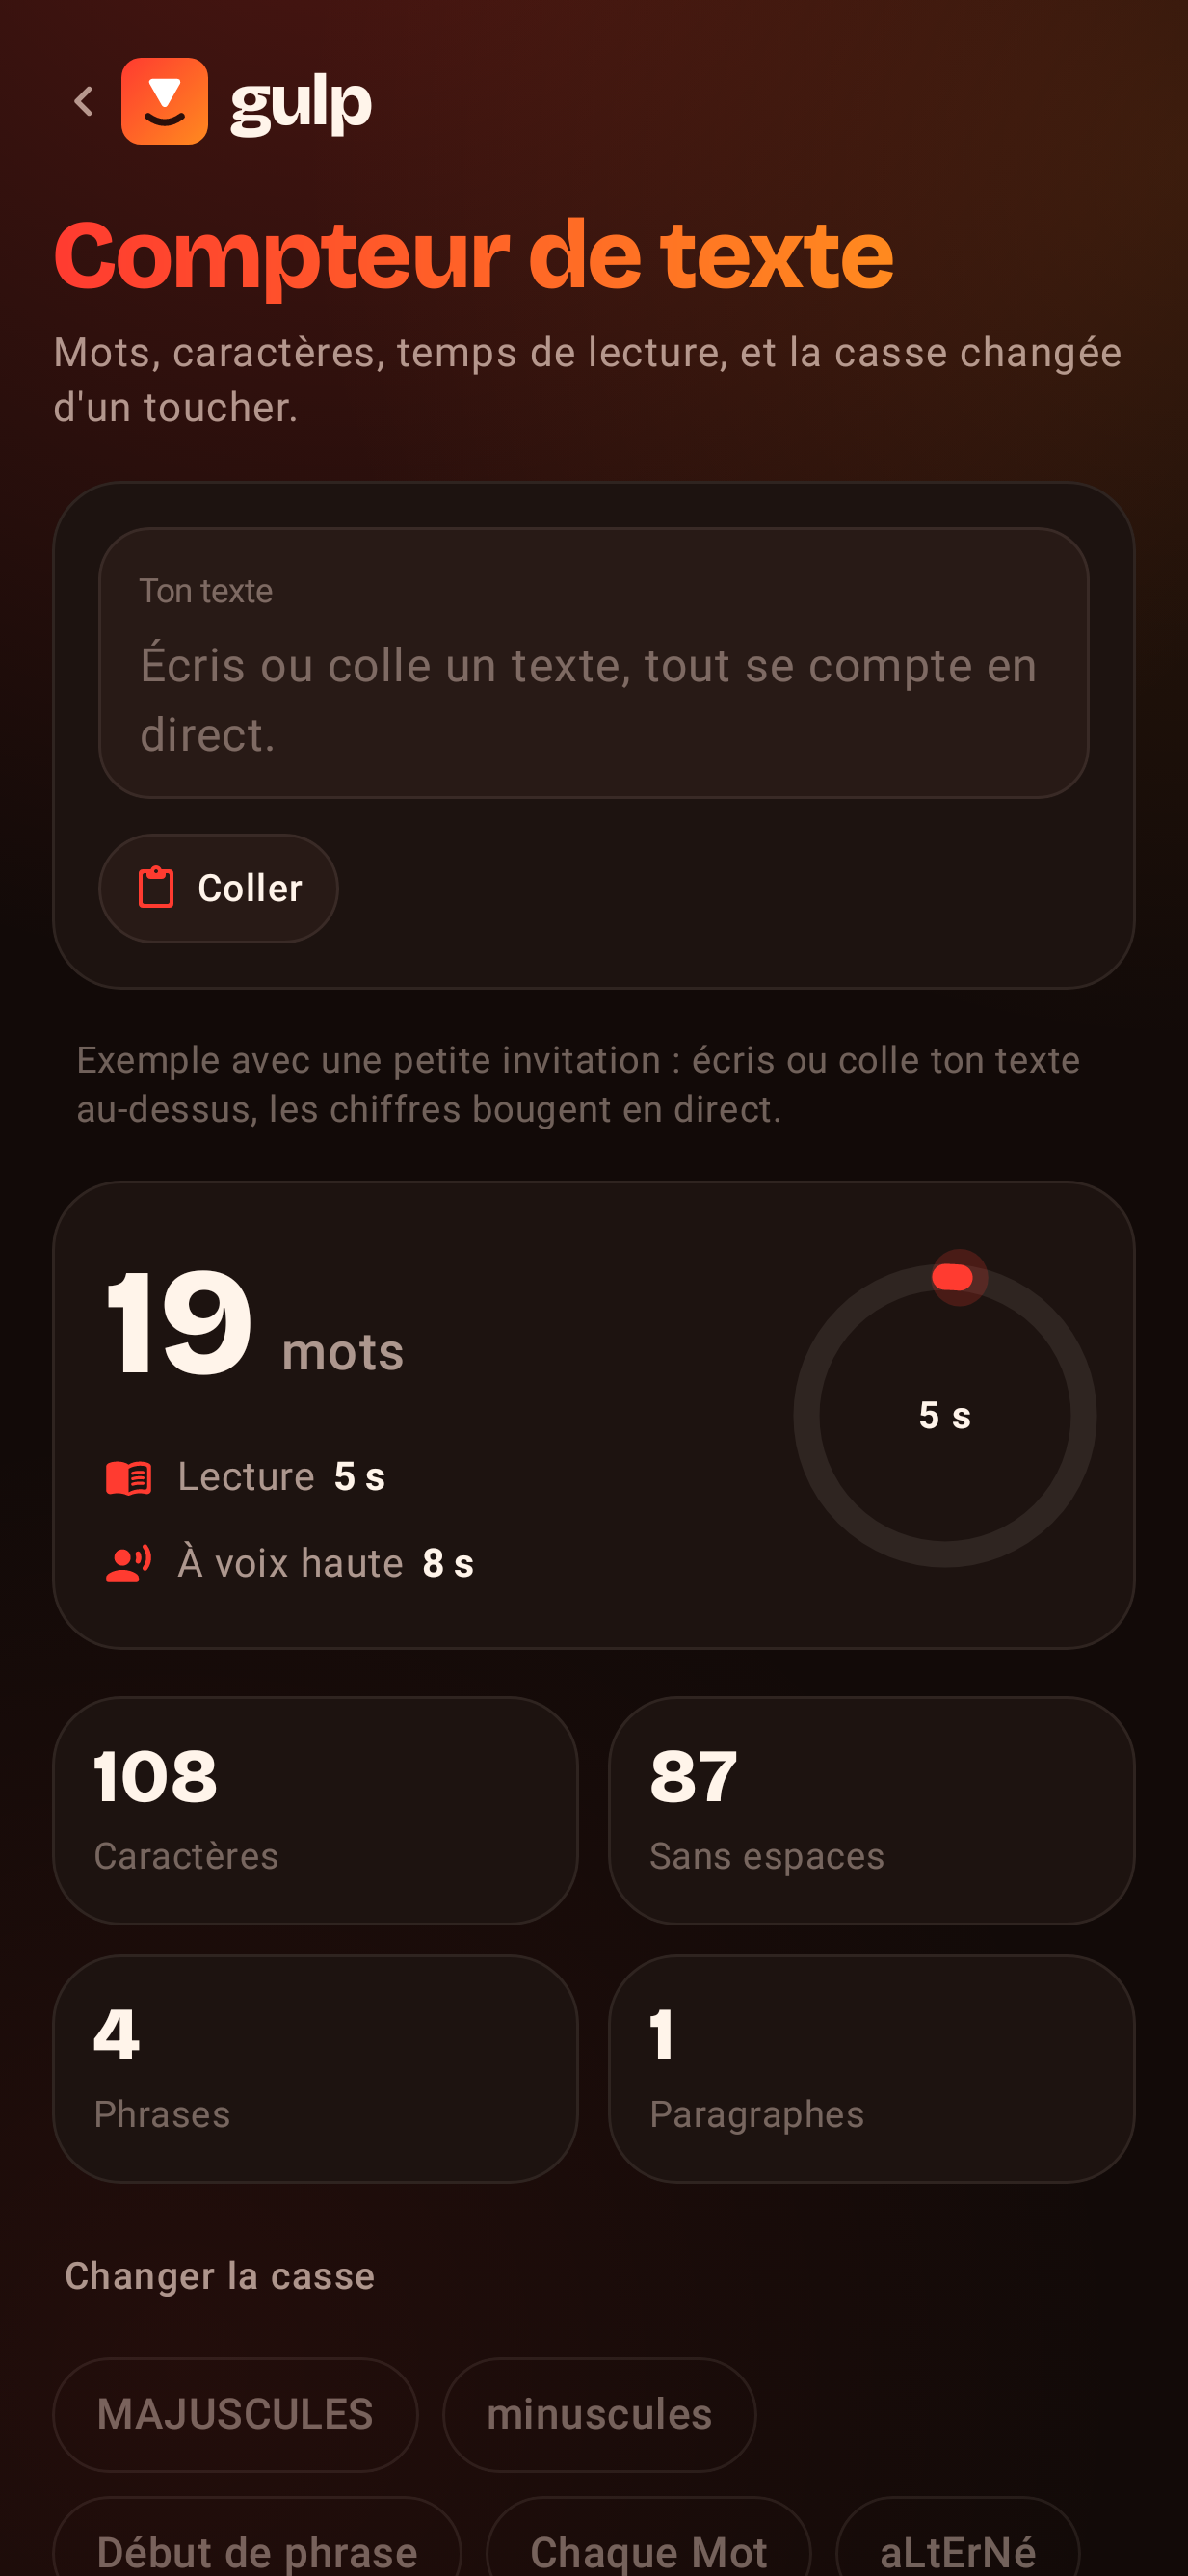 gulp
Compteur de texte
Mots, caractères, temps de lecture, et la casse changée
d'un toucher.
Ton texte
Écris ou colle un texte, tout se compte en
direct.
Coller
Exemple avec une petite invitation : écris ou colle ton texte
au-dessus, les chiffres bougent en direct.
19 mots
5 s
Lecture 5 s
À voix haute 8 s
108
Caractères
87
Sans espaces
4
Phrases
1
Paragraphes
Changer la casse
MAJUSCULES
minuscules
Début de phrase
Chaque Mot
aLtErNé